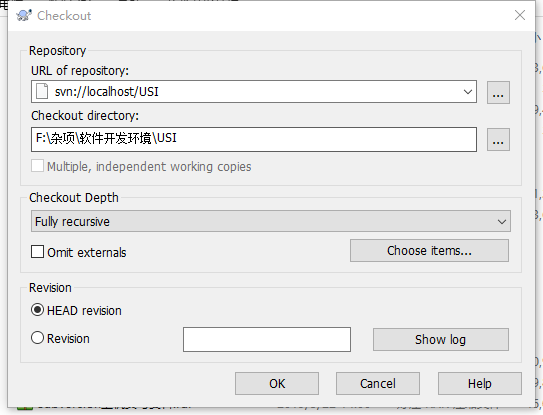 Checkout
Repository
URL of repository:
svn://localhost/USI
...
Checkout directory:
F:\杂项\软件开发环境\USI
...
Multiple, independent working copies
Checkout Depth
Fully recursive
Omit externals
Choose items...
Revision
HEAD revision
Revision
Show log
OK
Cancel
Help